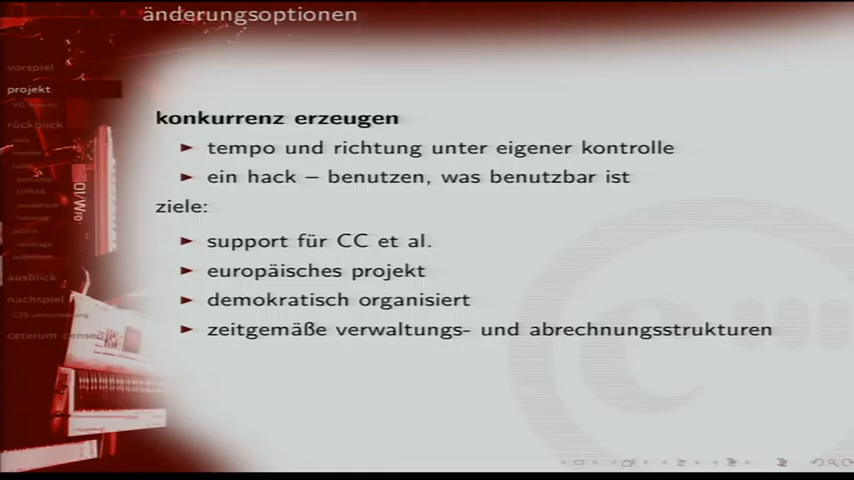 änderungsoptionen
vorspiel
projekt
rückblick
ausblick
nachspiel
ceterum censeo
konkurrenz erzeugen
tempo und richtung unter eigener kontrolle
ein hack – benutzen, was benutzbar ist
ziele:
support für CC et al.
europäisches projekt
demokratisch organisiert
zeitgemäße verwaltungs- und abrechnungsstrukturen